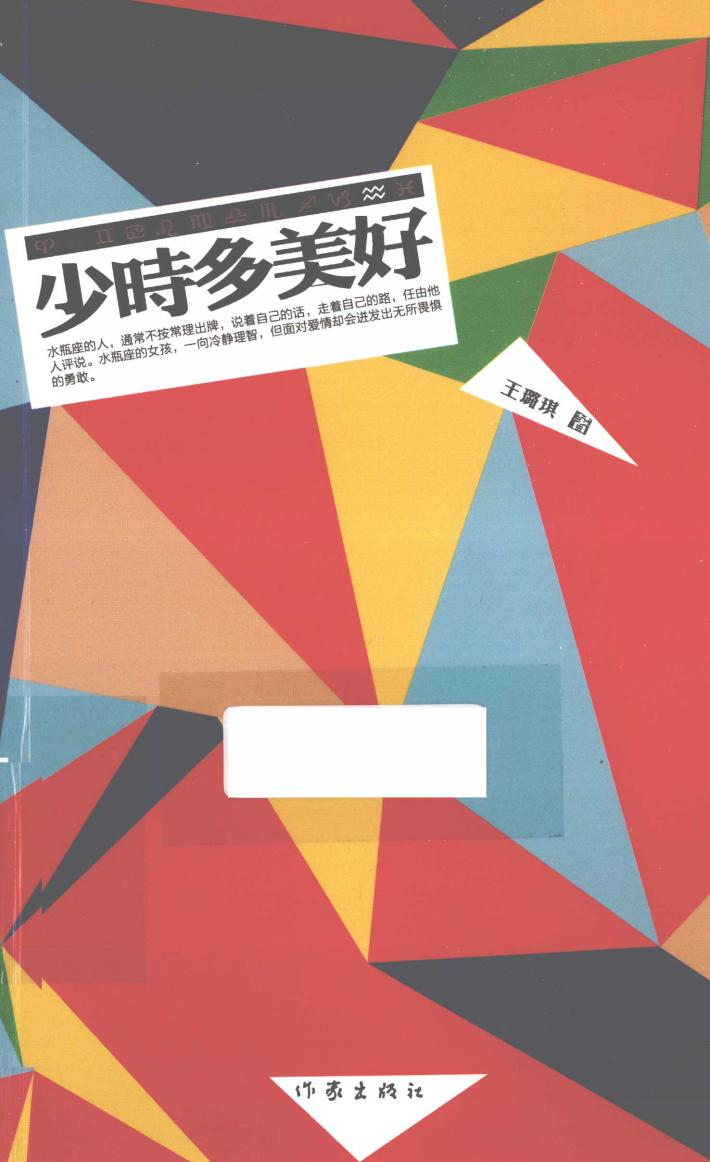 ♈ ♊ ♋ ♌ ♍ ♎ ♏ ♐ ♑ ♒ ♓
少時多美好
水瓶座的人，通常不按常理出牌，说着自己的话，走着自己的路，任由他
人评说。水瓶座的女孩，一向冷静理智，但面对爱情却会迸发出无所畏惧
的勇敢。
王璐琪 著
作家出版社